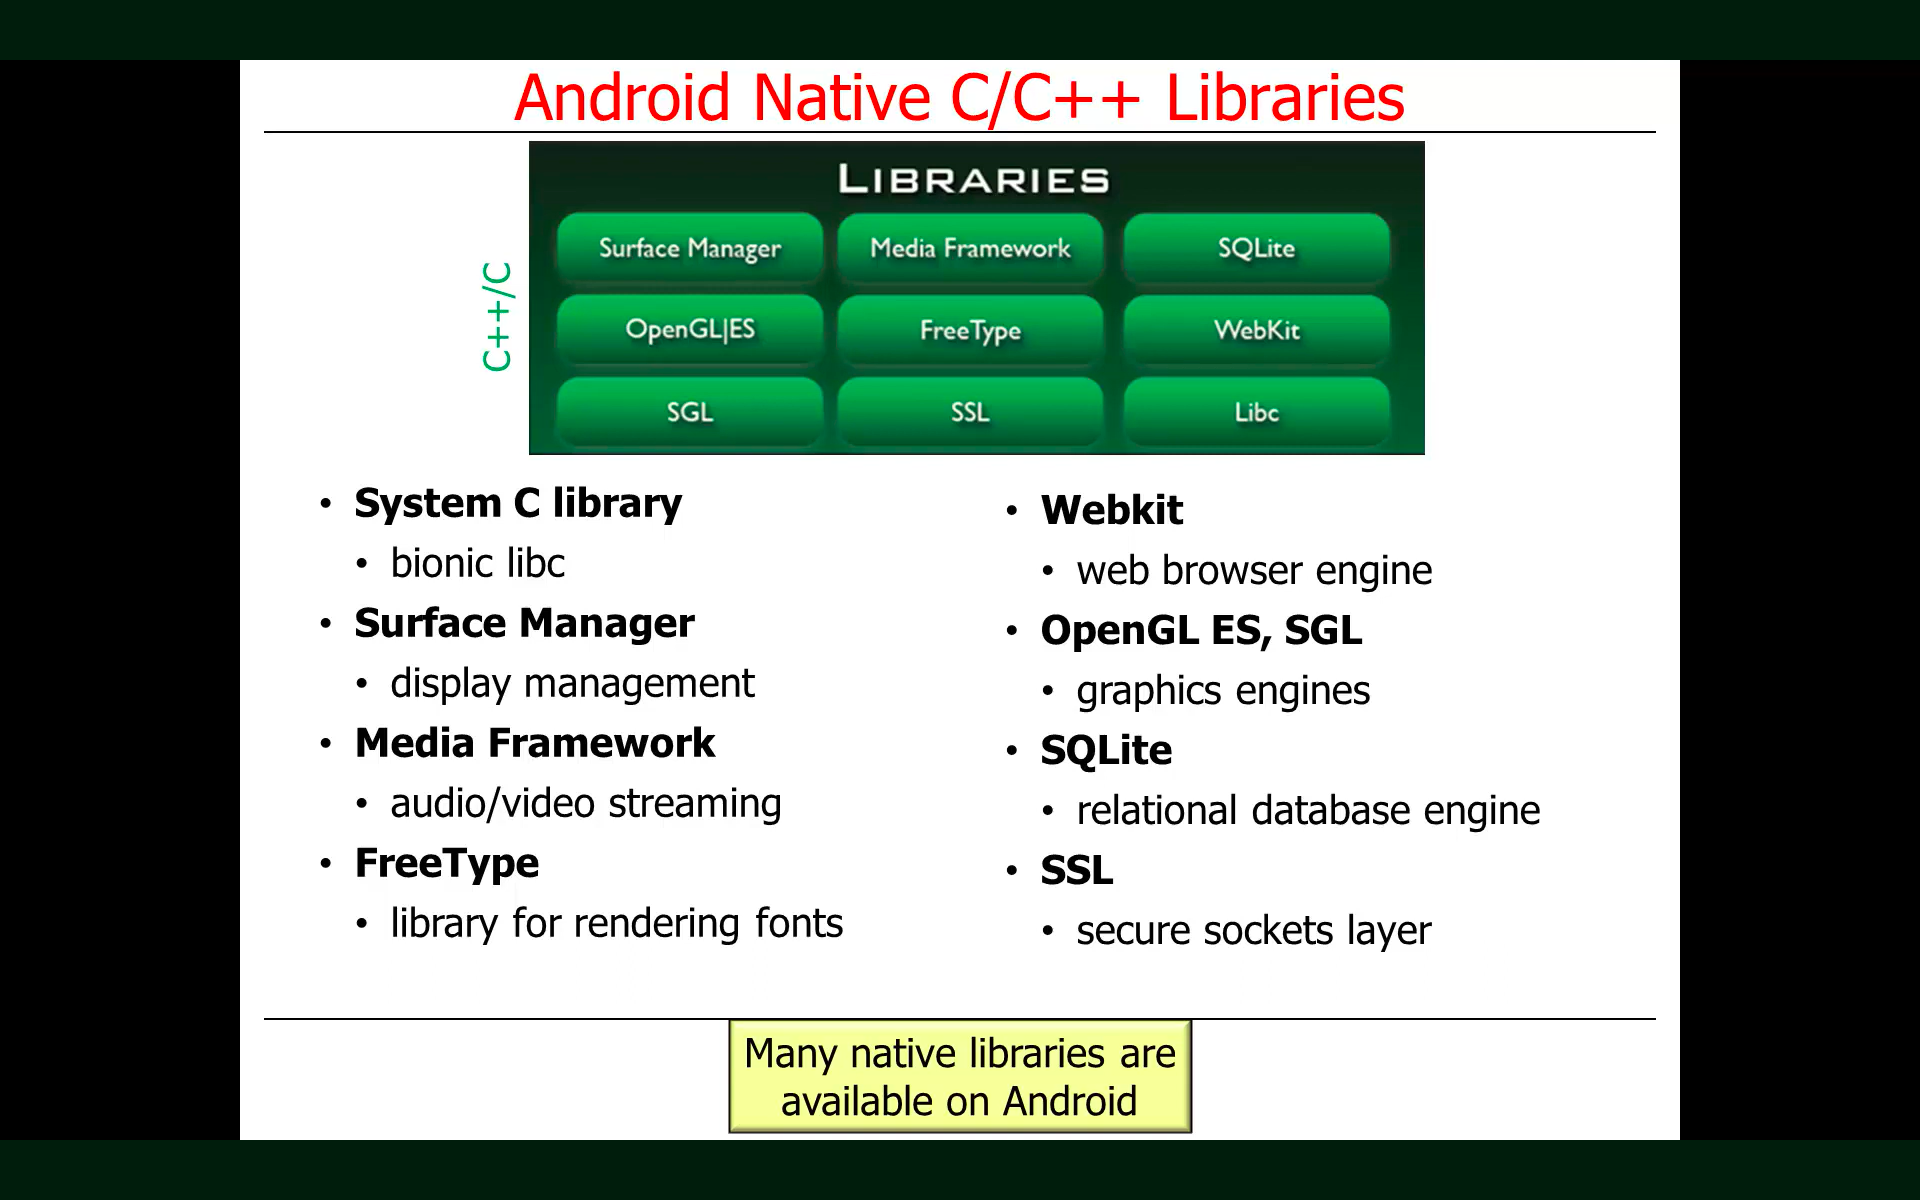 Android Native C/C++ Libraries
LIBRARIES
C++/C
Surface Manager
Media Framework
SQLite
OpenGL|ES
FreeType
WebKit
SGL
SSL
Libc
• System C library
• bionic libc
• Surface Manager
• display management
• Media Framework
• audio/video streaming
• FreeType
• library for rendering fonts
• Webkit
• web browser engine
• OpenGL ES, SGL
• graphics engines
• SQLite
• relational database engine
• SSL
• secure sockets layer
Many native libraries are
available on Android